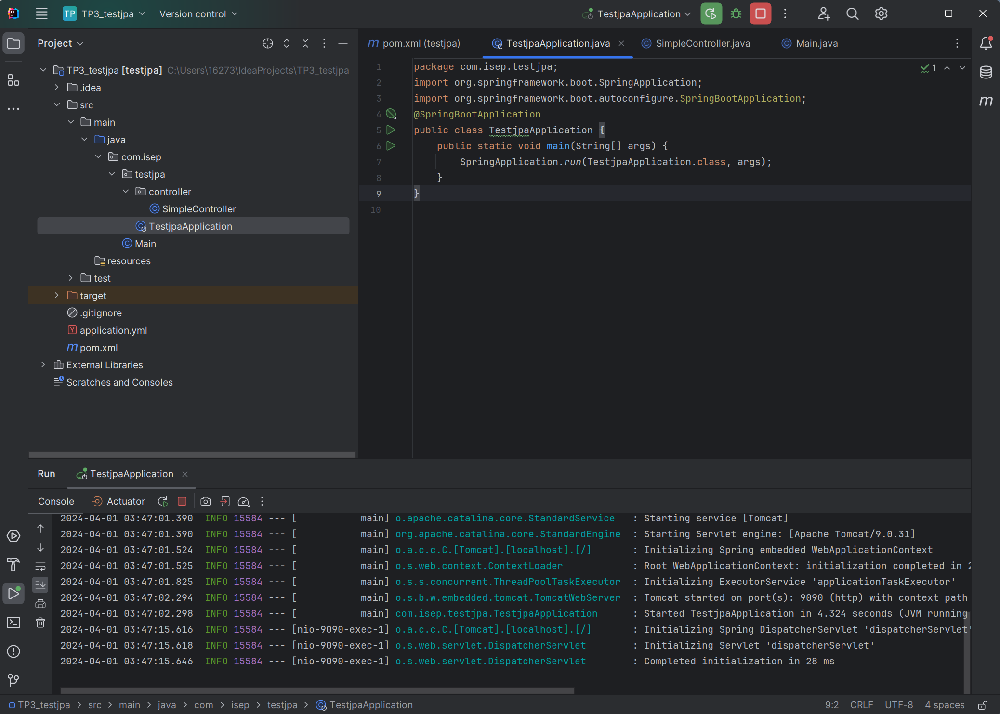 TP TP3_testjpa Version control TestjpaApplication
Project
TP3_testjpa [testjpa] C:\Users\16273\IdeaProjects\TP3_testjpa
.idea
src
main
java
com.isep
testjpa
controller
SimpleController
TestjpaApplication
Main
resources
test
target
.gitignore
application.yml
pom.xml
External Libraries
Scratches and Consoles
m pom.xml (testjpa) TestjpaApplication.java SimpleController.java Main.java
1 package com.isep.testjpa;
2 import org.springframework.boot.SpringApplication;
3 import org.springframework.boot.autoconfigure.SpringBootApplication;
4 @SpringBootApplication
5 public class TestjpaApplication {
6 public static void main(String[] args) {
7 SpringApplication.run(TestjpaApplication.class, args);
8 }
9 }
10
1
Run TestjpaApplication
Console Actuator
2024-04-01 03:47:01.390 INFO 15584 --- [ main] o.apache.catalina.core.StandardService : Starting service [Tomcat]
2024-04-01 03:47:01.390 INFO 15584 --- [ main] org.apache.catalina.core.StandardEngine : Starting Servlet engine: [Apache Tomcat/9.0.31]
2024-04-01 03:47:01.524 INFO 15584 --- [ main] o.a.c.c.C.[Tomcat].[localhost].[/] : Initializing Spring embedded WebApplicationContext
2024-04-01 03:47:01.525 INFO 15584 --- [ main] o.s.web.context.ContextLoader : Root WebApplicationContext: initialization completed in 2
2024-04-01 03:47:01.825 INFO 15584 --- [ main] o.s.s.concurrent.ThreadPoolTaskExecutor : Initializing ExecutorService 'applicationTaskExecutor'
2024-04-01 03:47:02.294 INFO 15584 --- [ main] o.s.b.w.embedded.tomcat.TomcatWebServer : Tomcat started on port(s): 9090 (http) with context path
2024-04-01 03:47:02.298 INFO 15584 --- [ main] com.isep.testjpa.TestjpaApplication : Started TestjpaApplication in 4.324 seconds (JVM running
2024-04-01 03:47:15.616 INFO 15584 --- [nio-9090-exec-1] o.a.c.c.C.[Tomcat].[localhost].[/] : Initializing Spring DispatcherServlet 'dispatcherServlet'
2024-04-01 03:47:15.618 INFO 15584 --- [nio-9090-exec-1] o.s.web.servlet.DispatcherServlet : Initializing Servlet 'dispatcherServlet'
2024-04-01 03:47:15.646 INFO 15584 --- [nio-9090-exec-1] o.s.web.servlet.DispatcherServlet : Completed initialization in 28 ms
TP3_testjpa > src > main > java > com > isep > testjpa > TestjpaApplication 9:2 CRLF UTF-8 4 spaces